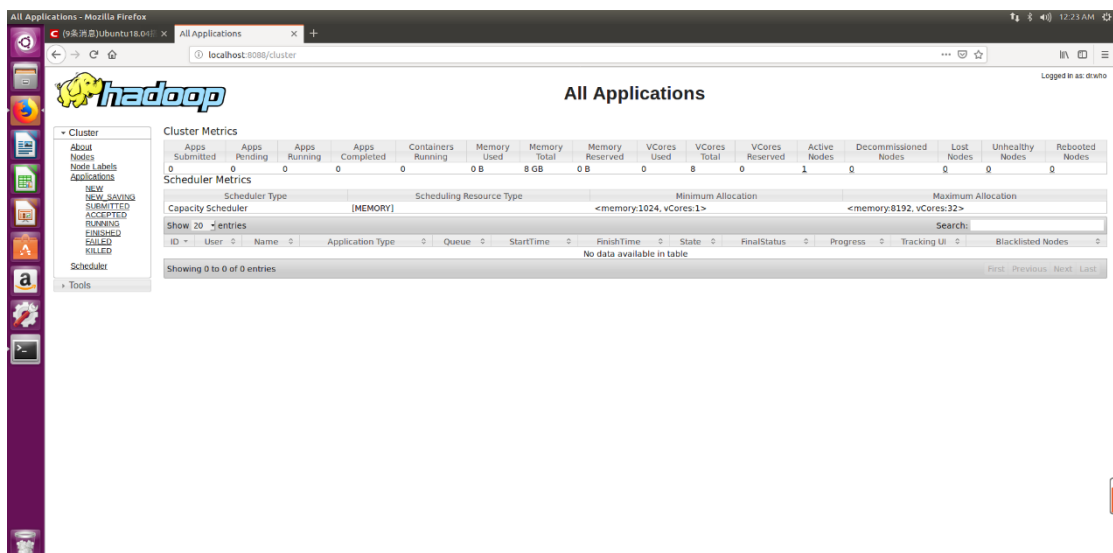 All Applications - Mozilla Firefox
12:23 AM
(9条消息)Ubuntu18.04
All Applications
localhost:8088/cluster
Logged in as: dr.who
hadoop
All Applications
Cluster
About
Nodes
Node Labels
Applications
NEW
NEW_SAVING
SUBMITTED
ACCEPTED
RUNNING
FINISHED
FAILED
KILLED
Scheduler
Tools
Cluster Metrics
Apps Submitted Apps Pending Apps Running Apps Completed Containers Running Memory Used Memory Total Memory Reserved VCores Used VCores Total VCores Reserved Active Nodes Decommissioned Nodes Lost Nodes Unhealthy Nodes Rebooted Nodes
0 0 0 0 0 0 B 8 GB 0 B 0 8 0 1 0 0 0 0
Scheduler Metrics
Scheduler Type Scheduling Resource Type Minimum Allocation Maximum Allocation
Capacity Scheduler [MEMORY] <memory:1024, vCores:1> <memory:8192, vCores:32>
Show 20 entries Search:
ID User Name Application Type Queue StartTime FinishTime State FinalStatus Progress Tracking UI Blacklisted Nodes
No data available in table
Showing 0 to 0 of 0 entries First Previous Next Last